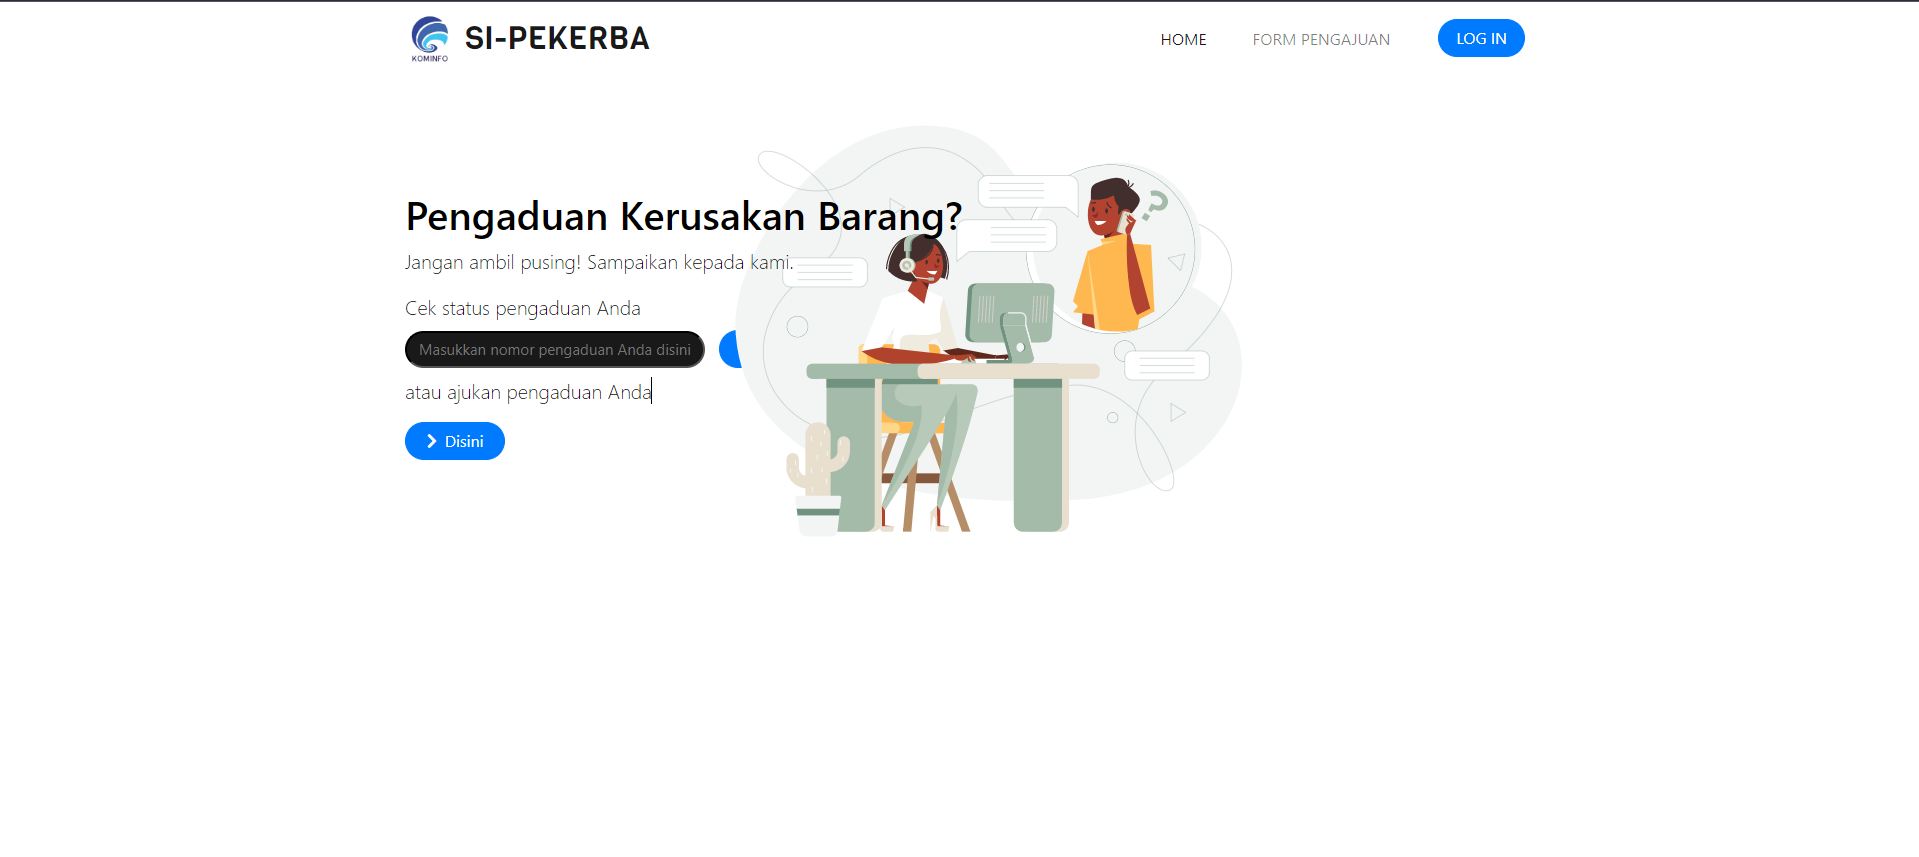 KOMINFO
SI-PEKERBA
HOME
FORM PENGAJUAN
LOG IN
Pengaduan Kerusakan Barang?
Jangan ambil pusing! Sampaikan kepada kami.
Cek status pengaduan Anda
Masukkan nomor pengaduan Anda disini
atau ajukan pengaduan Anda
Disini
?